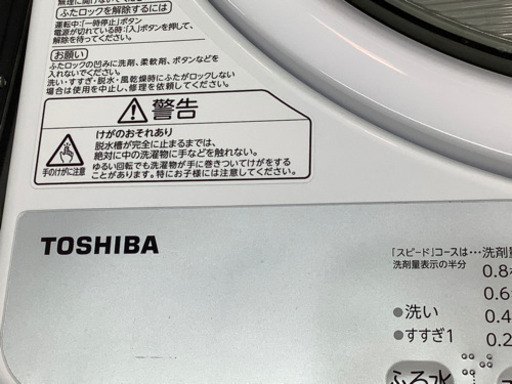 ふたロックを解除するには
運転中：「一時停止」ボタン
電源が切れている時：「入」ボタンを押して、
解除を待ってください。
お願い
ふたロックの凹みに洗剤、柔軟剤、ボタンなどを
入れないでください。
洗い・すすぎ・脱水・風乾燥時にふたがロックしない
場合は使用を中止し、修理を依頼してください。
警告
けがのおそれあり
脱水槽が完全に止まるまでは、
絶対に中の洗濯物に手などを触れない。
ゆるい回転でも洗濯物が手に巻きついてけがをする
ことがあります。特にお子様には注意してください。
手のけがに注意
TOSHIBA
「スピード」コースは…洗剤量
洗剤量表示の半分
0.8
0.6
洗い 0.4
すすぎ1 0.2
ふろ水